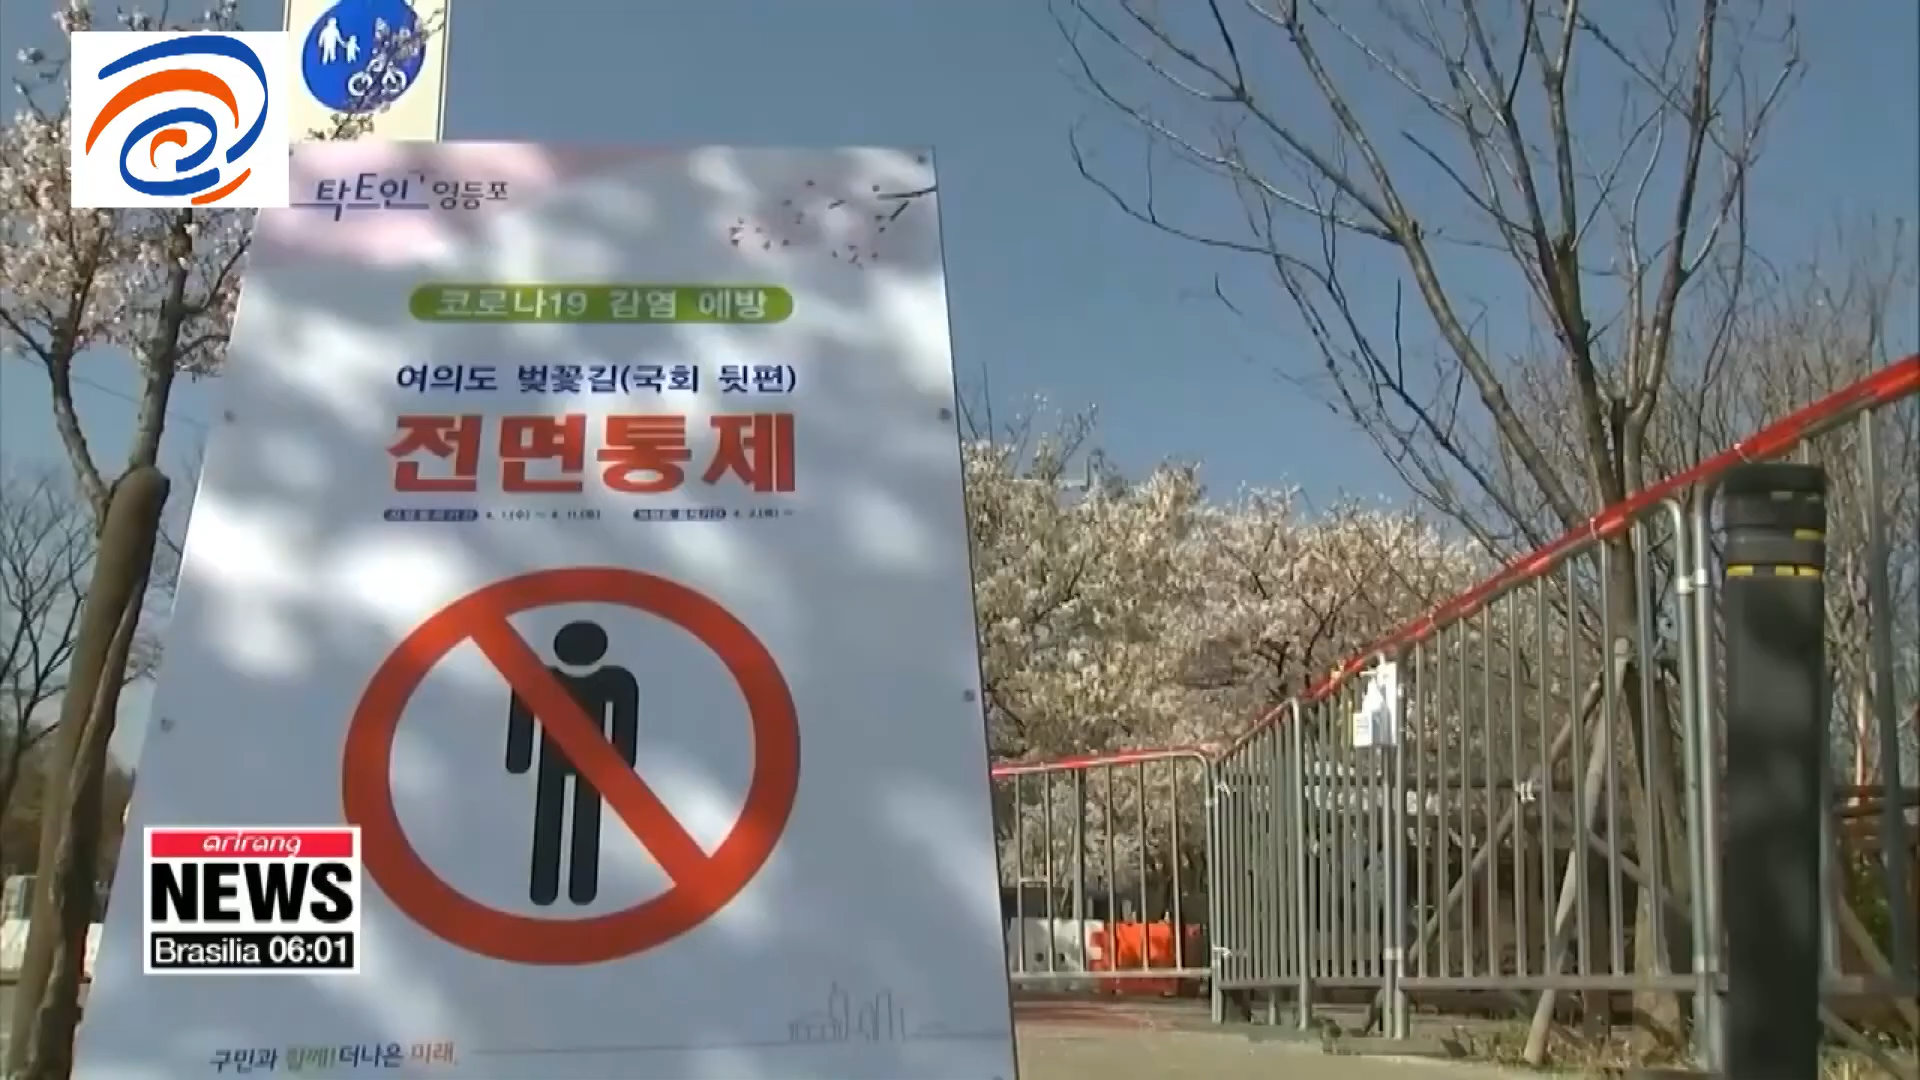 탁트인 영등포
코로나19 감염 예방
여의도 벚꽃길(국회 뒷편)
전면통제
구민과 함께! 더나은 미래,
arirang
NEWS
Brasilia 06:01